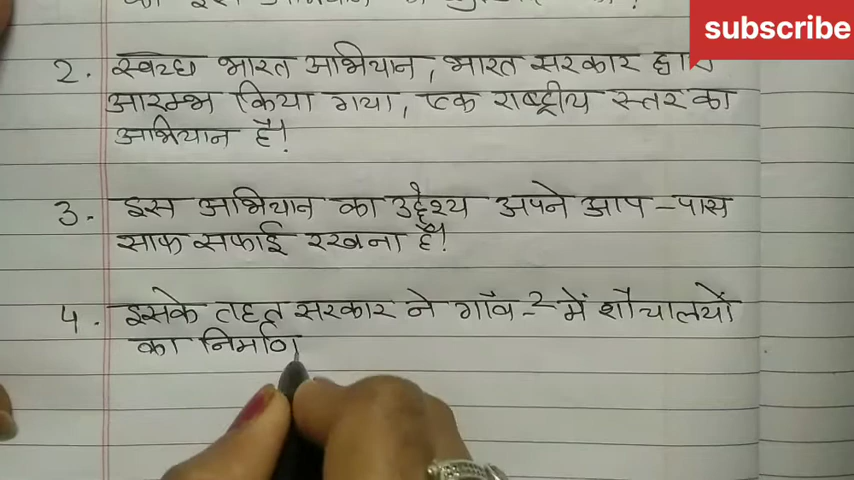 subscribe
2. स्वच्छ भारत अभियान, भारत सरकार
आरम्भ किया गया, एक राष्ट्रीय स्तर का
अभियान है।
3. इस अभियान का उद्देश्य अपने आप-पास
साफ सफाई रखना है।
4. इसके तहत सरकार ने गाँव-2 में शौचालयों
का निर्माण